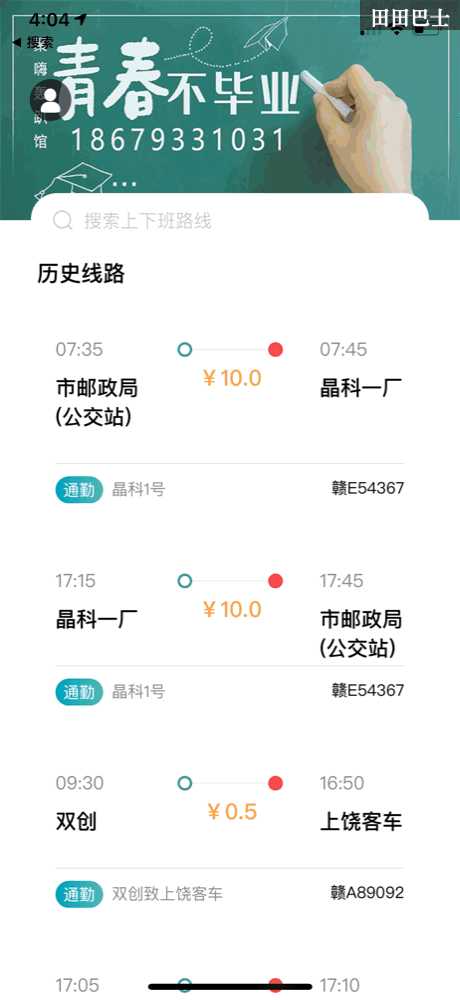 4:04
田田巴士
搜索
嗨
轰
趴
馆
青春不毕业
18679331031
搜索上下班路线
历史线路
07:35
07:45
¥10.0
市邮政局
(公交站)
晶科一厂
通勤 晶科1号 赣E54367
17:15
17:45
¥10.0
晶科一厂
市邮政局
(公交站)
通勤 晶科1号 赣E54367
09:30
16:50
¥0.5
双创
上饶客车
通勤 双创致上饶客车 赣A89092
17:05
17:10